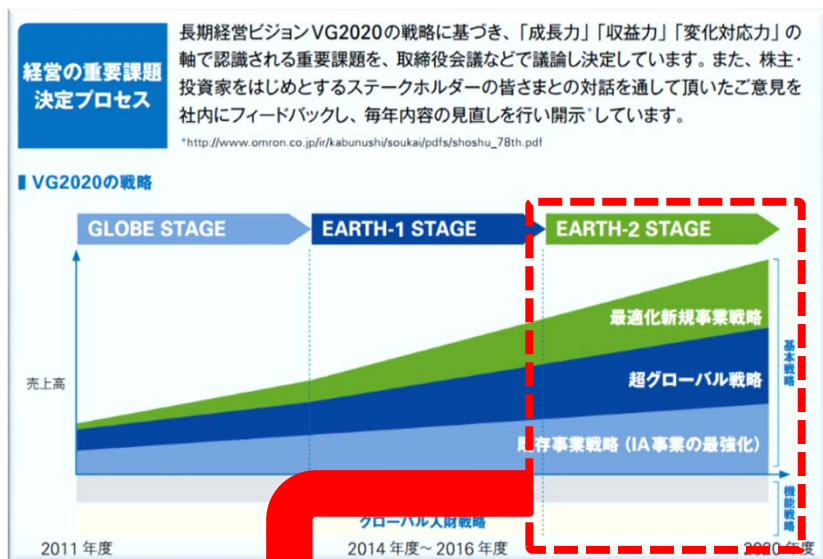 経営の重要課題
決定プロセス
長期経営ビジョンVG2020の戦略に基づき、「成長力」「収益力」「変化対応力」の
軸で認識される重要課題を、取締役会議などで議論し決定しています。また、株主・
投資家をはじめとするステークホルダーの皆さまとの対話を通して頂いたご意見を
社内にフィードバックし、毎年内容の見直しを行い開示*しています。
*http://www.omron.co.jp/ir/kabunushi/soukai/pdfs/shoshu_78th.pdf
VG2020の戦略
GLOBE STAGE
EARTH-1 STAGE
EARTH-2 STAGE
最適化新規事業戦略
超グローバル戦略
既存事業戦略（IA事業の最強化）
売上高
基本戦略
機能戦略
グローバル人財戦略
2011 年度
2014 年度～ 2016 年度
2020 年度